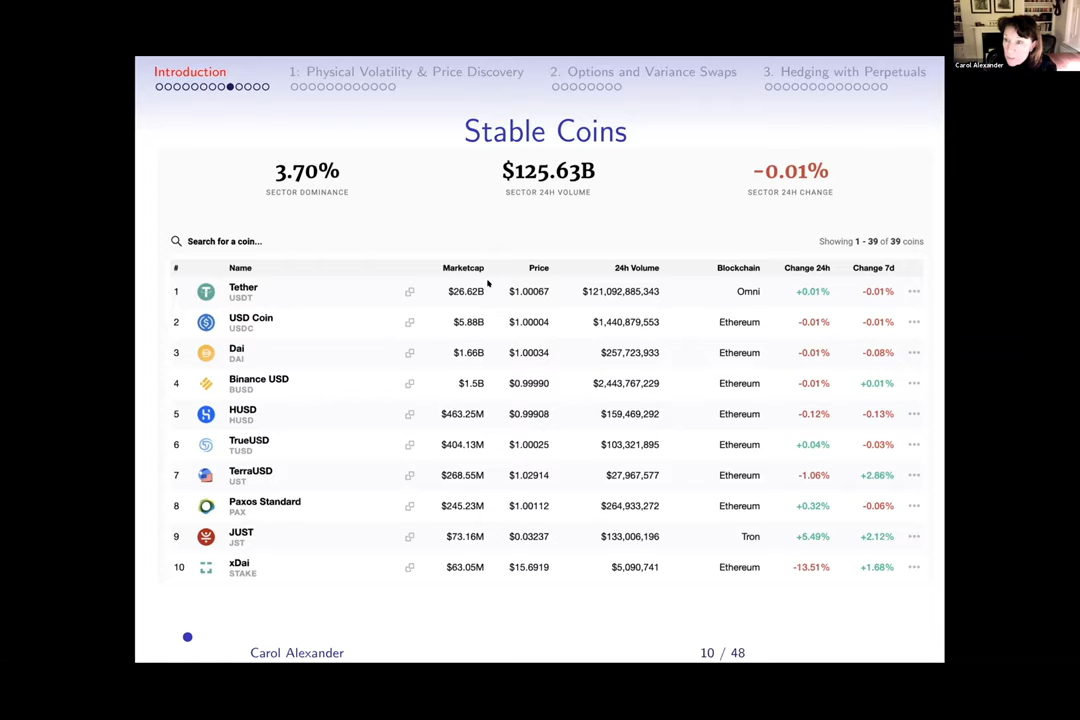 Introduction 1: Physical Volatility & Price Discovery 2. Options and Variance Swaps 3. Hedging with Perpetuals
Stable Coins
3.70% $125.63B -0.01%
SECTOR DOMINANCE SECTOR 24H VOLUME SECTOR 24H CHANGE
Search for a coin... Showing 1 - 39 of 39 coins
# Name Marketcap Price 24h Volume Blockchain Change 24h Change 7d
1 Tether $26.62B $1.00067 $121,092,885,343 Omni +0.01% -0.01%
USDT
2 USD Coin $5.88B $1.00004 $1,440,879,553 Ethereum -0.01% -0.01%
USDC
3 Dai $1.66B $1.00034 $257,723,933 Ethereum -0.01% -0.08%
DAI
4 Binance USD $1.5B $0.99990 $2,443,767,229 Ethereum -0.01% +0.01%
BUSD
5 HUSD $463.25M $0.99908 $159,469,292 Ethereum -0.12% -0.13%
HUSD
6 TrueUSD $404.13M $1.00025 $103,321,895 Ethereum +0.04% -0.03%
TUSD
7 TerraUSD $268.55M $1.02914 $27,967,577 Ethereum -1.06% +2.86%
UST
8 Paxos Standard $245.23M $1.00112 $264,933,272 Ethereum +0.32% -0.06%
PAX
9 JUST $73.16M $0.03237 $133,006,196 Tron +5.49% +2.12%
JST
10 xDai $63.05M $15.6919 $5,090,741 Ethereum -13.51% +1.68%
STAKE
Carol Alexander 10 / 48
Carol Alexander